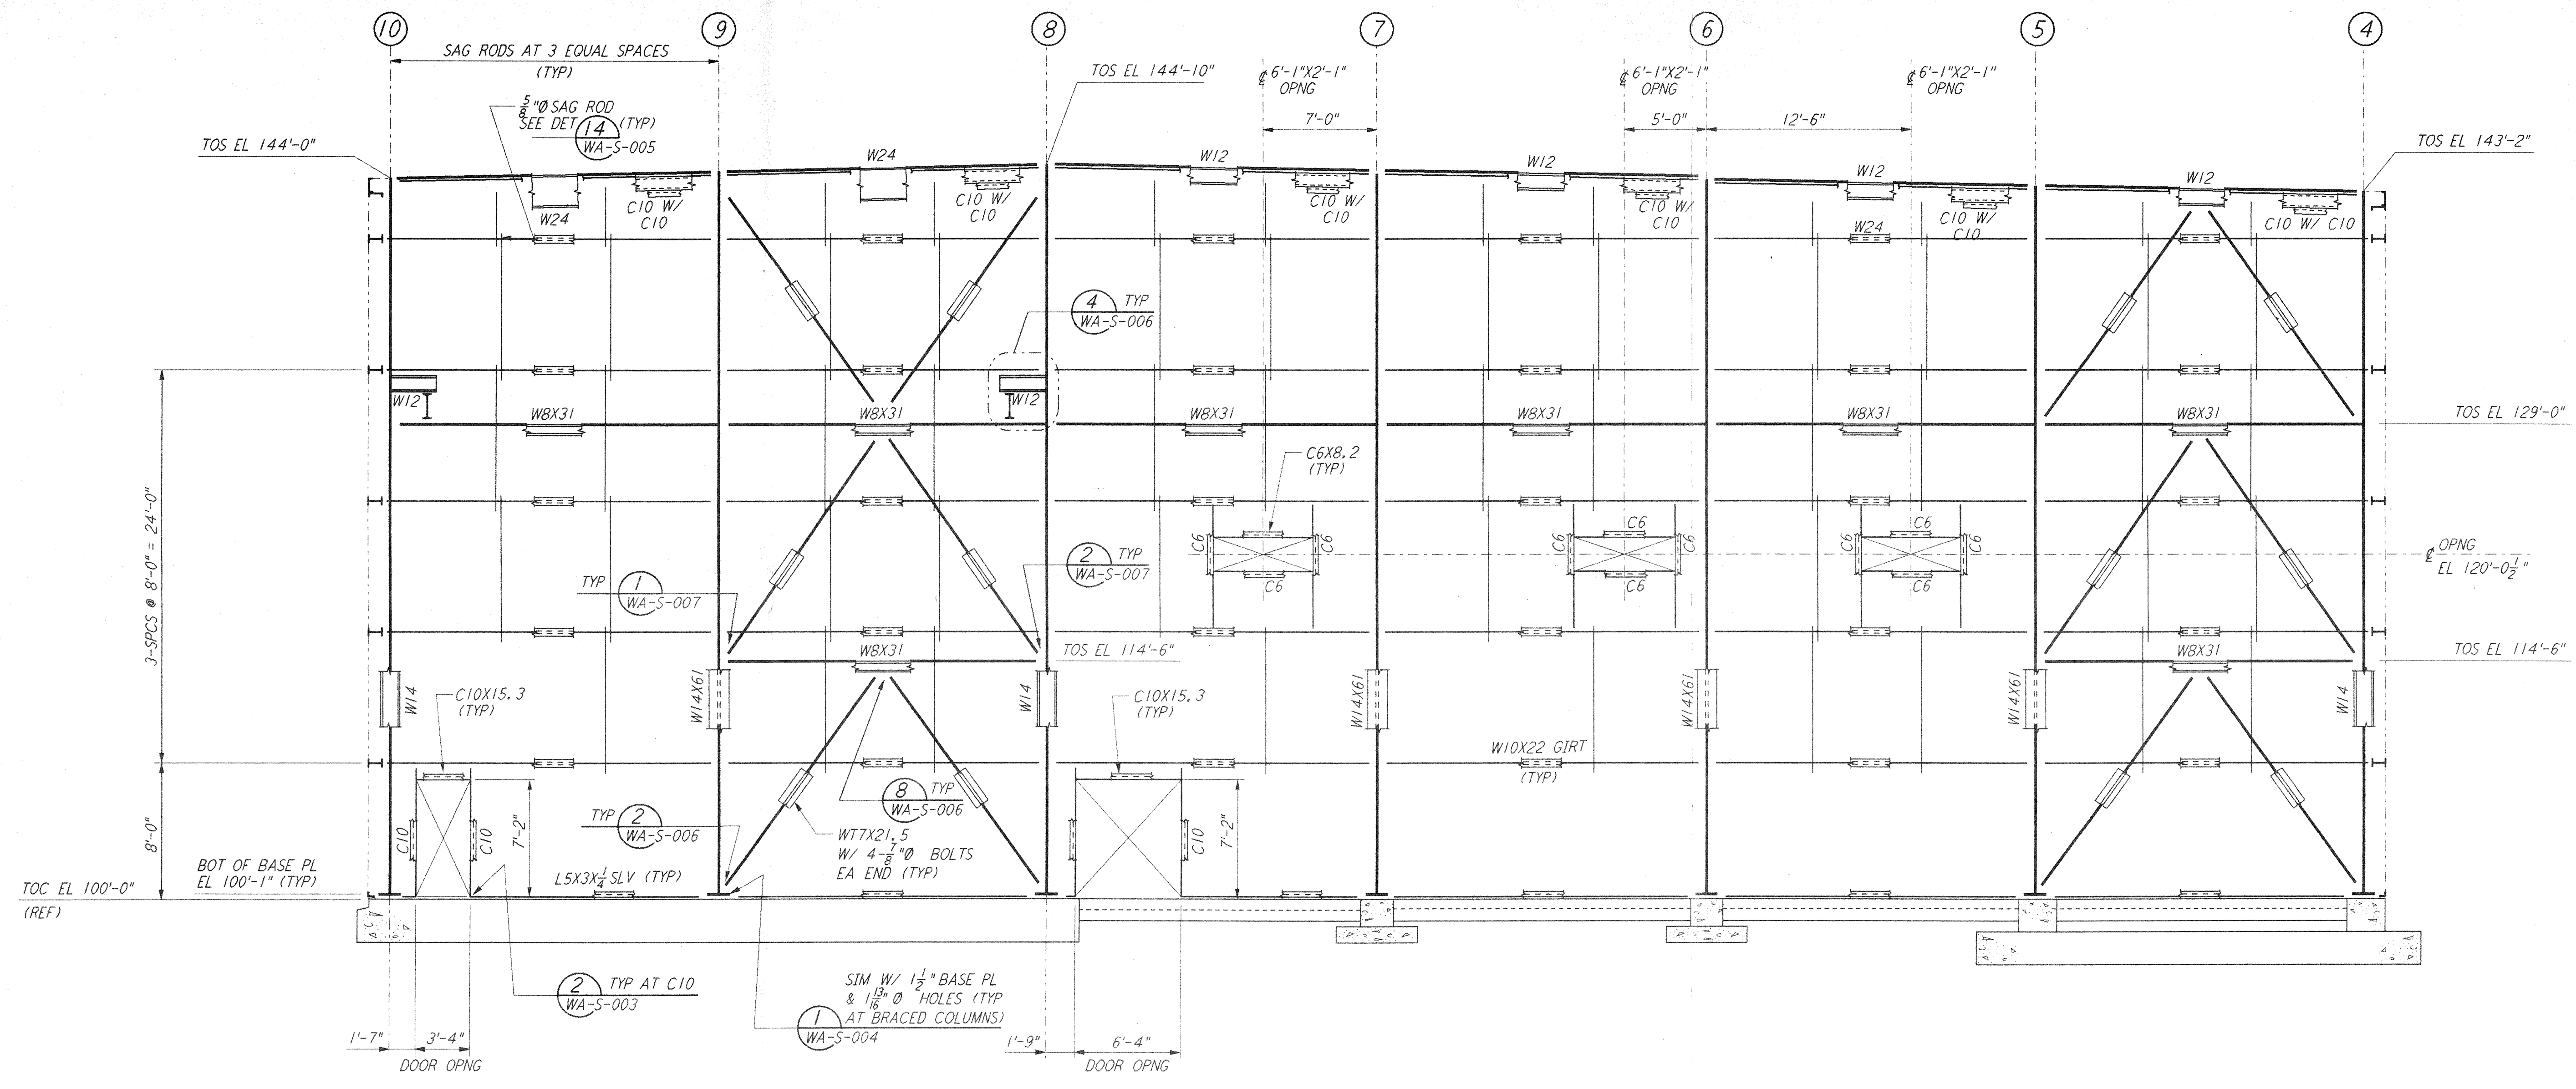 10
9
8
7
6
5
4
SAG RODS AT 3 EQUAL SPACES
(TYP)
TOS EL 144'-10"
℄ 6'-1"X2'-1"
OPNG
℄ 6'-1"X2'-1"
OPNG
℄ 6'-1"X2'-1"
OPNG
5/8"Ø SAG ROD
SEE DET 14 (TYP)
WA-S-005
7'-0"
5'-0"
12'-6"
TOS EL 144'-0"
TOS EL 143'-2"
W24
W12
W12
W12
W12
W24
C10 W/
C10
C10 W/
C10
C10 W/
C10
C10 W/
C10
W24
C10 W/
C10
C10 W/ C10
4 TYP
WA-S-006
W12
W12
W8X31
W8X31
W8X31
W8X31
W8X31
W8X31
TOS EL 129'-0"
C6X8.2
(TYP)
3-SPCS @ 8'-0" = 24'-0"
C6
C6
C6
C6
C6
C6
C6
C6
C6
C6
C6
℄ OPNG
EL 120'-0 1/2"
2 TYP
WA-S-007
TYP 1
WA-S-007
W8X31
TOS EL 114'-6"
W8X31
TOS EL 114'-6"
W14
W14X61
W14
W14X61
W14X61
W14X61
W14
C10X15.3
(TYP)
C10X15.3
(TYP)
W10X22 GIRT
(TYP)
8 TYP
WA-S-006
TYP 2
WA-S-006
8'-0"
C10
C10
7'-2"
C10
7'-2"
WT7X21.5
W/ 4-7/8"Ø BOLTS
EA END (TYP)
BOT OF BASE PL
EL 100'-1" (TYP)
L5X3X1/4 SLV (TYP)
TOC EL 100'-0"
(REF)
2 TYP AT C10
WA-S-003
SIM W/ 1 1/2" BASE PL
& 1 13/16" Ø HOLES (TYP
1 AT BRACED COLUMNS)
WA-S-004
1'-7"
3'-4"
DOOR OPNG
1'-9"
6'-4"
DOOR OPNG